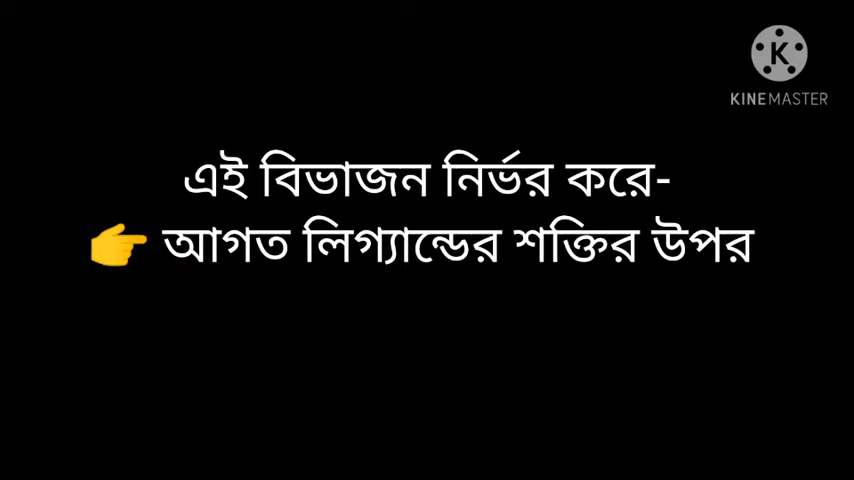 KINEMASTER
এই বিভাজন নির্ভর করে-
👉 আগত লিগ্যান্ডের শক্তির উপর